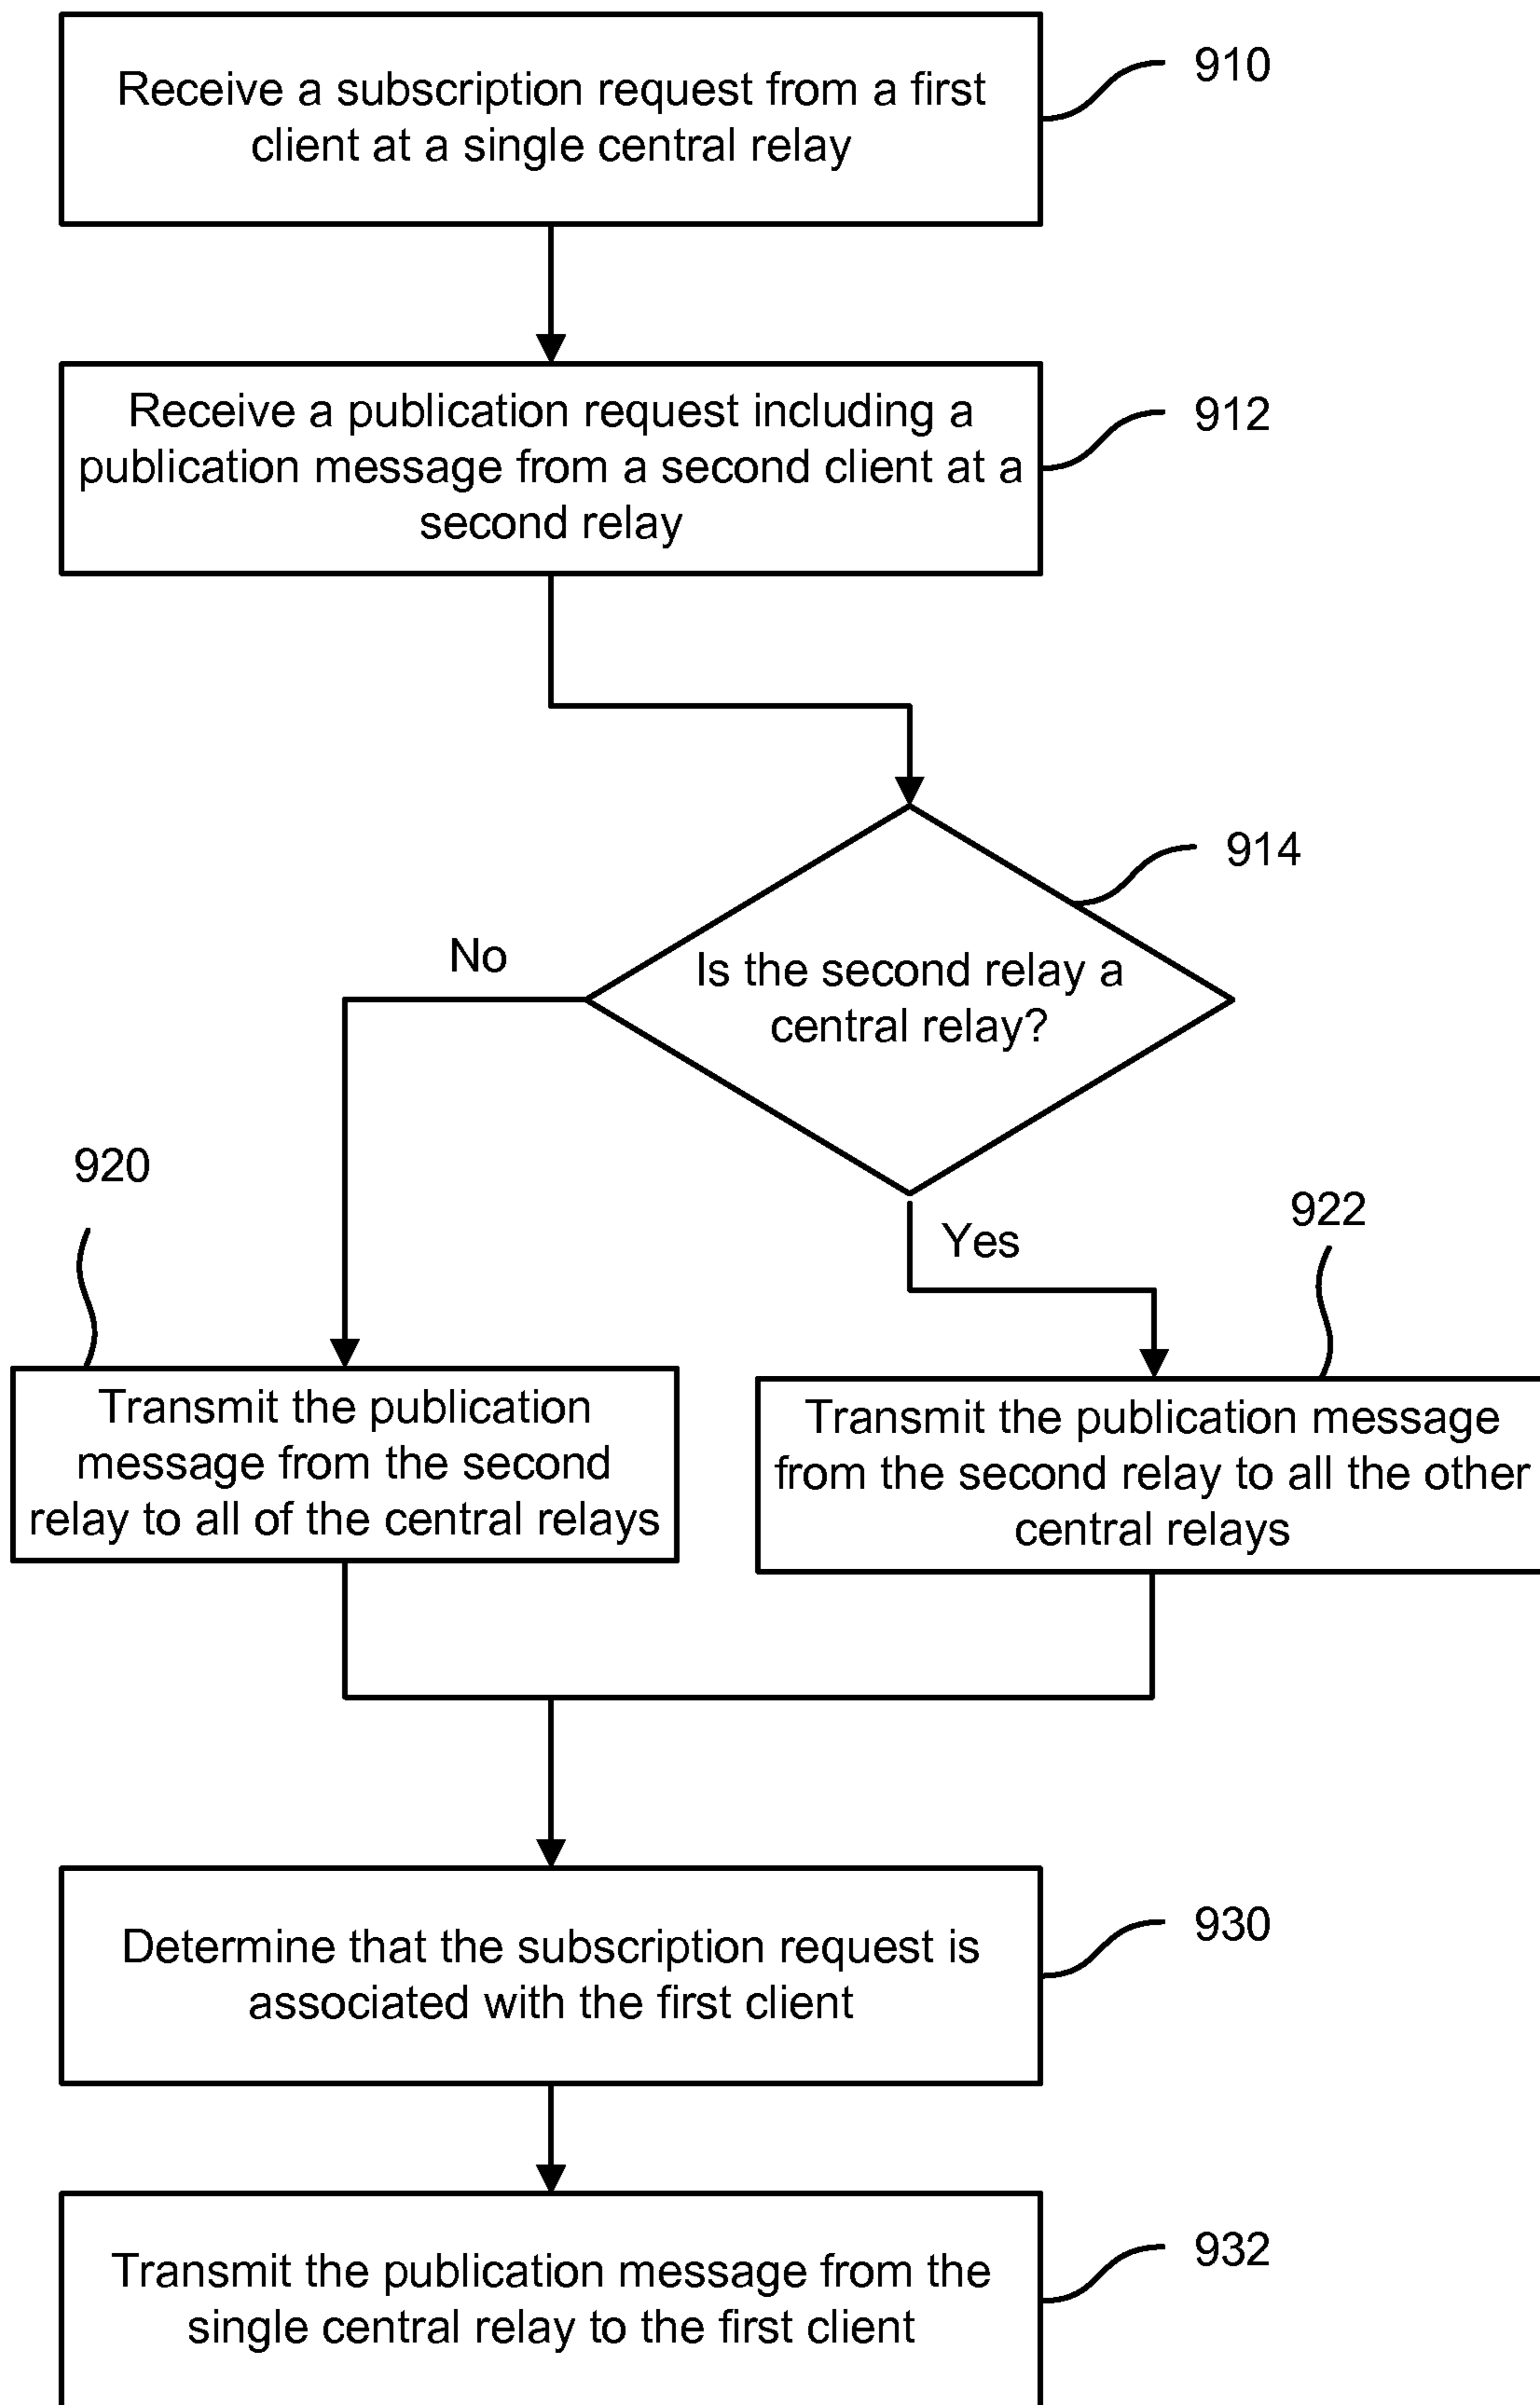 Receive a subscription request from a first
client at a single central relay
910
Receive a publication request including a
publication message from a second client at a
second relay
912
914
No
Is the second relay a
central relay?
920
922
Yes
Transmit the publication
message from the second
relay to all of the central relays
Transmit the publication message
from the second relay to all the other
central relays
Determine that the subscription request is
associated with the first client
930
Transmit the publication message from the
single central relay to the first client
932